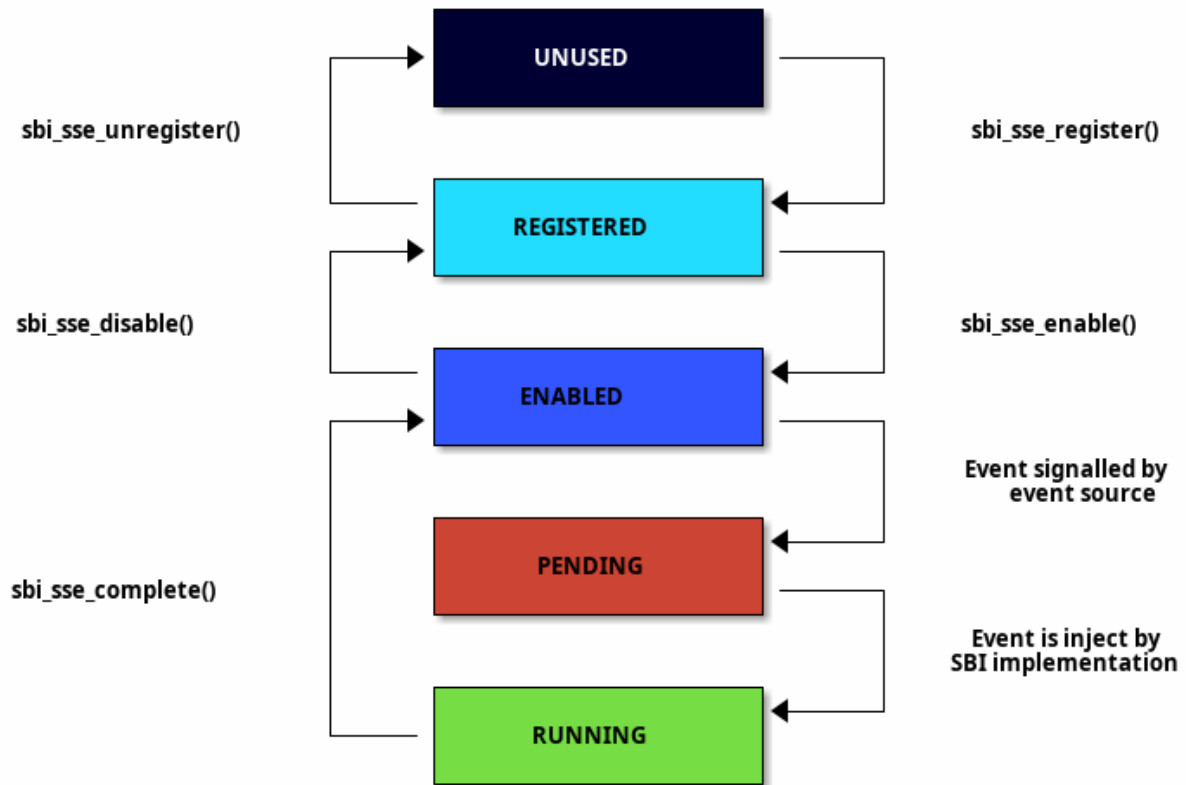 UNUSED
sbi_sse_unregister()
sbi_sse_register()
REGISTERED
sbi_sse_disable()
sbi_sse_enable()
ENABLED
Event signalled by
event source
PENDING
sbi_sse_complete()
Event is inject by
SBI implementation
RUNNING